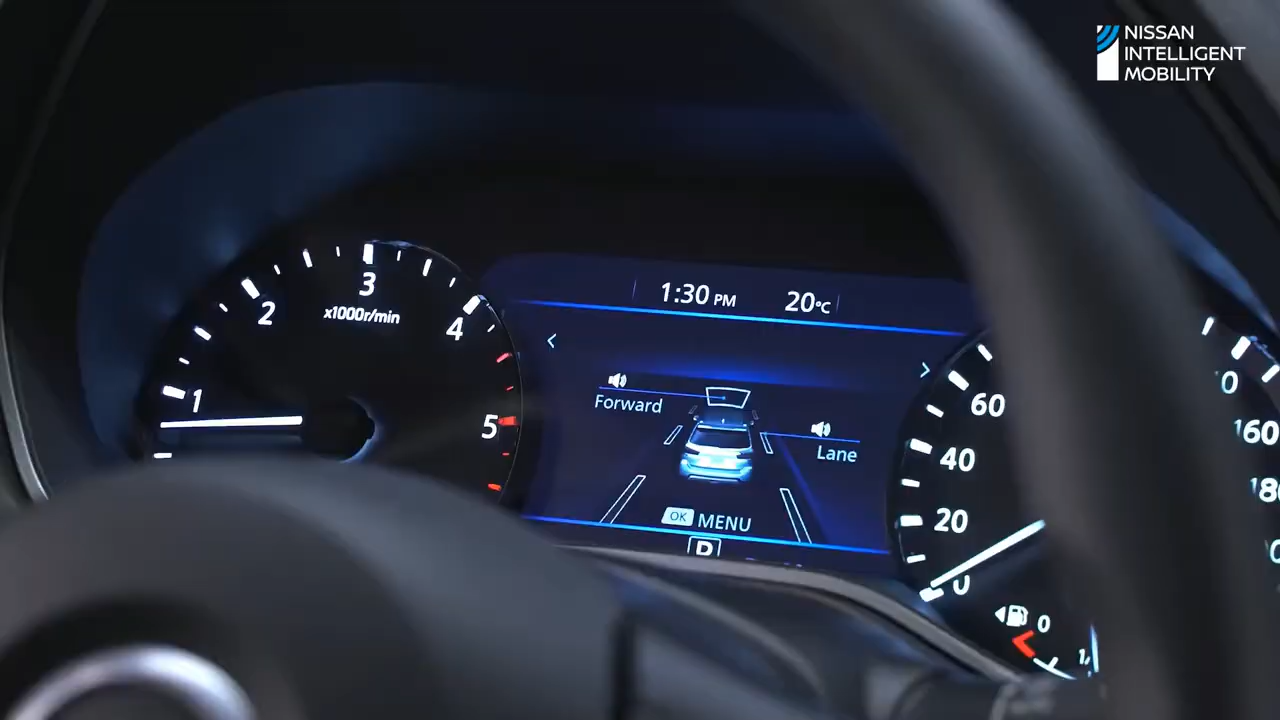 NISSAN
INTELLIGENT
MOBILITY
1:30 PM
20°C
1
2
3
4
5
x1000r/min
<
>
Forward
Lane
OK MENU
D
0
20
40
60
160
0
1